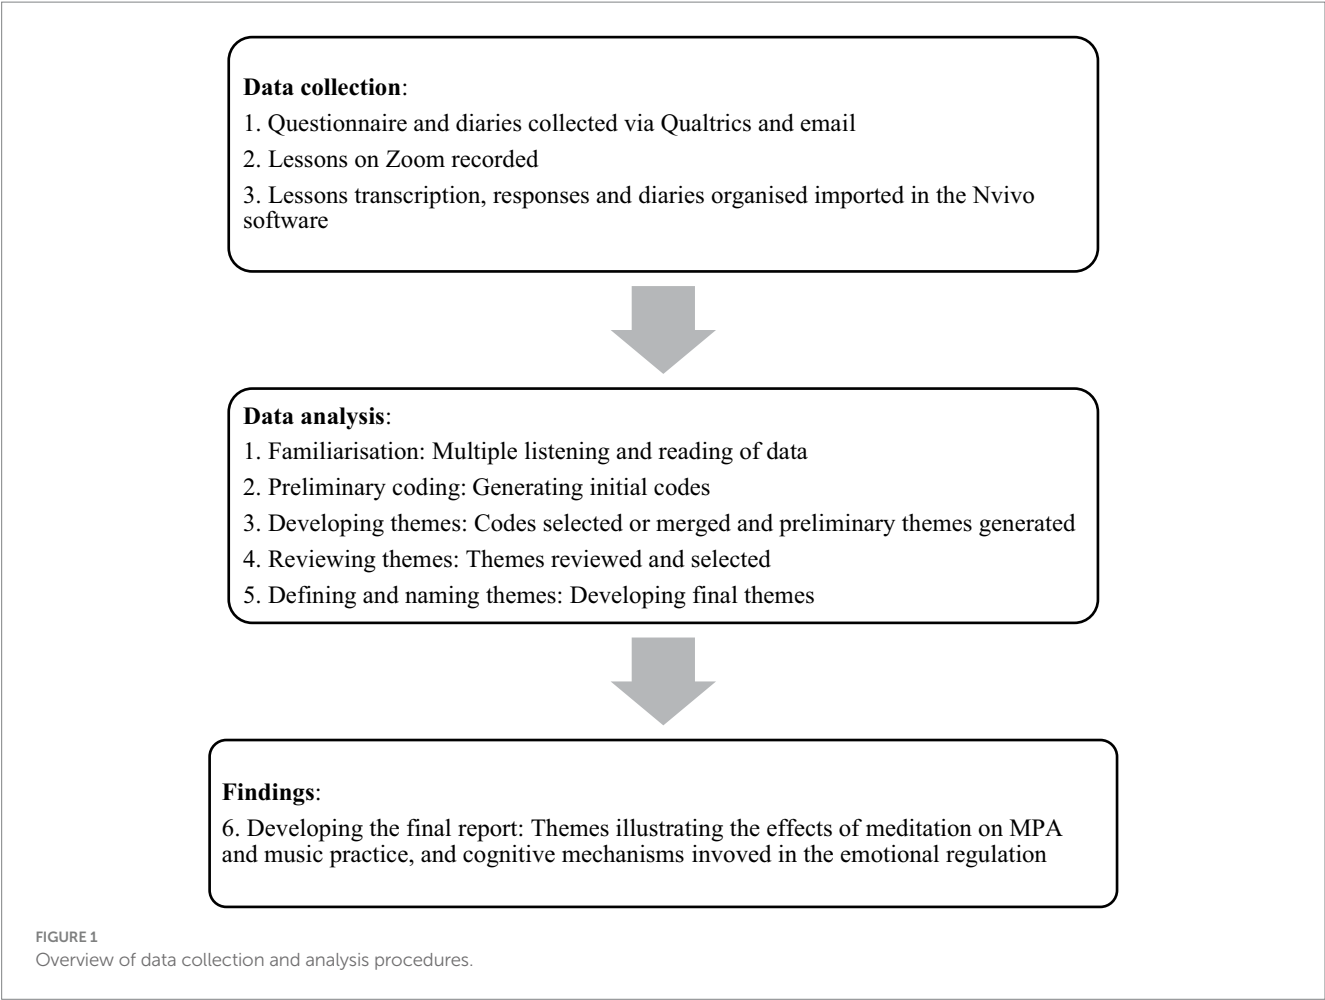 Data collection:
1. Questionnaire and diaries collected via Qualtrics and email
2. Lessons on Zoom recorded
3. Lessons transcription, responses and diaries organised imported in the Nvivo
software
Data analysis:
1. Familiarisation: Multiple listening and reading of data
2. Preliminary coding: Generating initial codes
3. Developing themes: Codes selected or merged and preliminary themes generated
4. Reviewing themes: Themes reviewed and selected
5. Defining and naming themes: Developing final themes
Findings:
6. Developing the final report: Themes illustrating the effects of meditation on MPA
and music practice, and cognitive mechanisms invoved in the emotional regulation
FIGURE 1
Overview of data collection and analysis procedures.